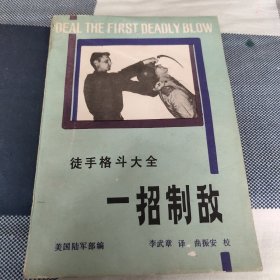 DEAL THE FIRST DEADLY BLOW
徒手格斗大全
一招制敌
美国陆军部编 李武章 译 曲振安 校